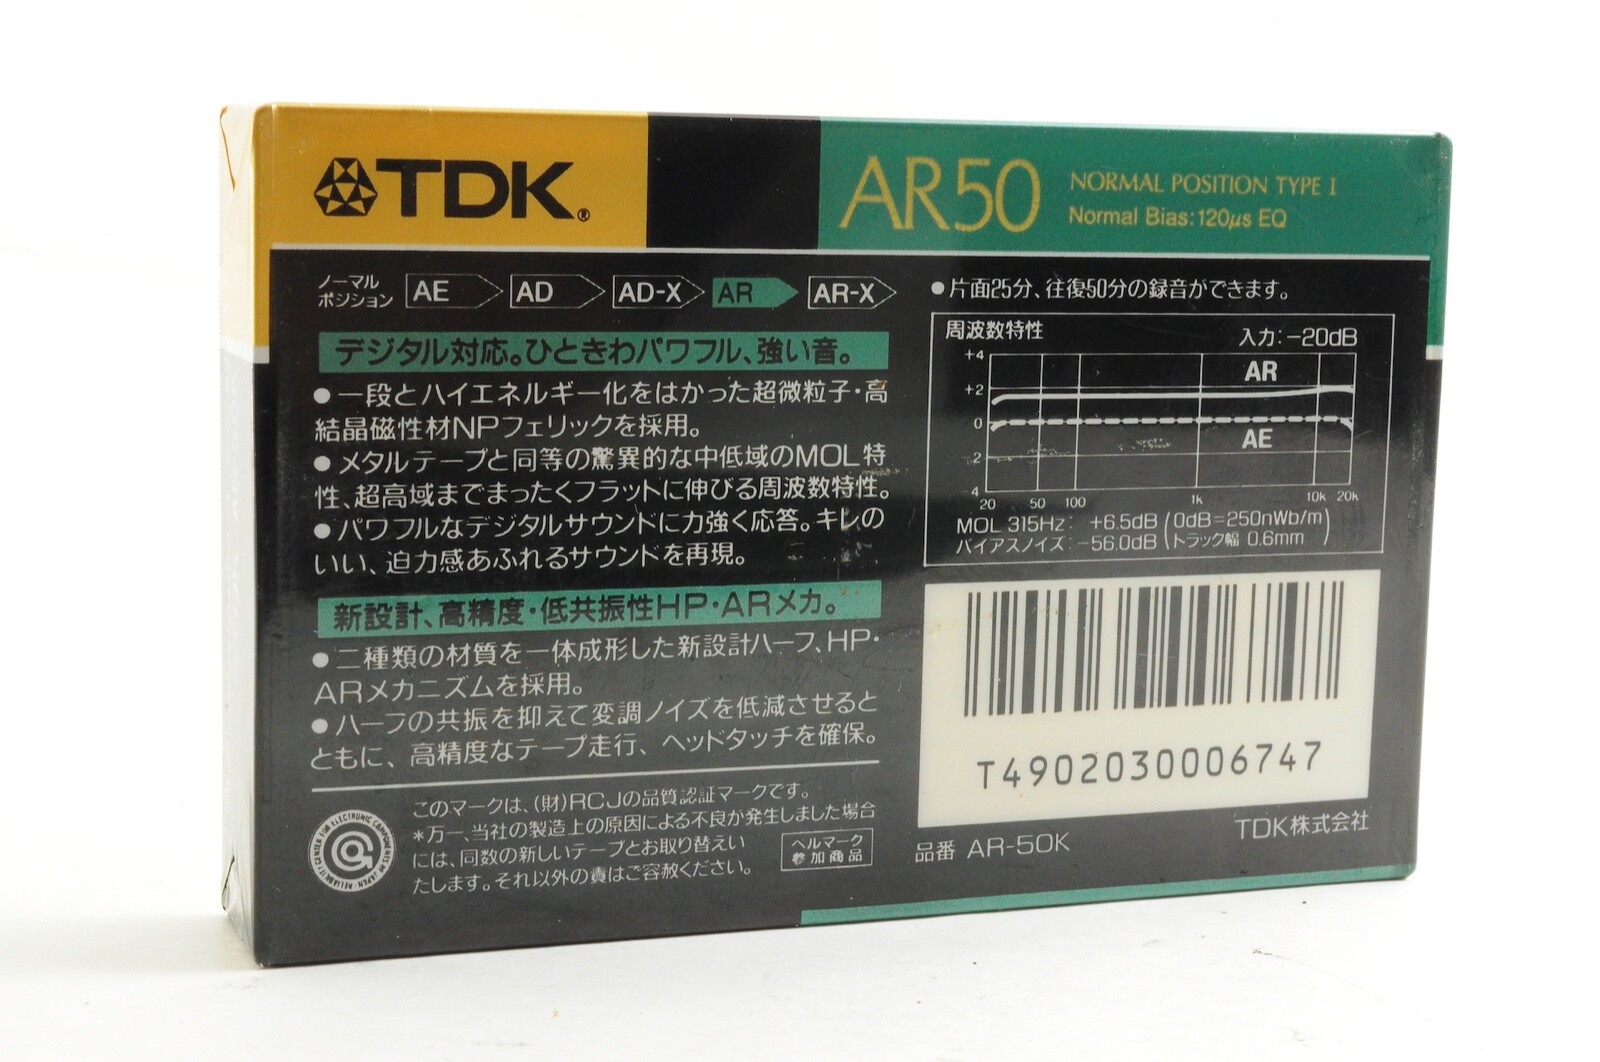 TDK®
AR50
NORMAL POSITION TYPE I
Normal Bias: 120µs EQ
ノーマル
ポジション
AE
AD
AD-X
AR
AR-X
デジタル対応。ひときわパワフル、強い音。
●一段とハイエネルギー化をはかった超微粒子・高
結晶磁性材NPフェリックを採用。
●メタルテープと同等の驚異的な中低域のMOL特
性、超高域までまったくフラットに伸びる周波数特性。
●パワフルなデジタルサウンドに力強く応答。キレの
いい、迫力感あふれるサウンドを再現。
新設計、高精度・低共振性HP・ARメカ。
●二種類の材質を一体成形した新設計ハーフ、HP・
ARメカニズムを採用。
●ハーフの共振を抑えて変調ノイズを低減させると
ともに、高精度なテープ走行、ヘッドタッチを確保。
このマークは、(財)RCJの品質認証マークです。
*万一、当社の製造上の原因による不良が発生しました場合
には、同数の新しいテープとお取り替えい
たします。それ以外の責はご容赦ください。
ベルマーク
参加商品
RELIABILITY CENTER FOR ELECTRONIC COMPONENTS OF JAPAN
●片面25分、往復50分の録音ができます。
周波数特性
入力:-20dB
+4
+2
0
2
4
AR
AE
20
50
100
1k
10k
20k
MOL 315Hz: +6.5dB (0dB=250nWb/m)
バイアスノイズ: -56.0dB (トラック幅 0.6mm)
T4902030006747
品番 AR-50K
TDK株式会社